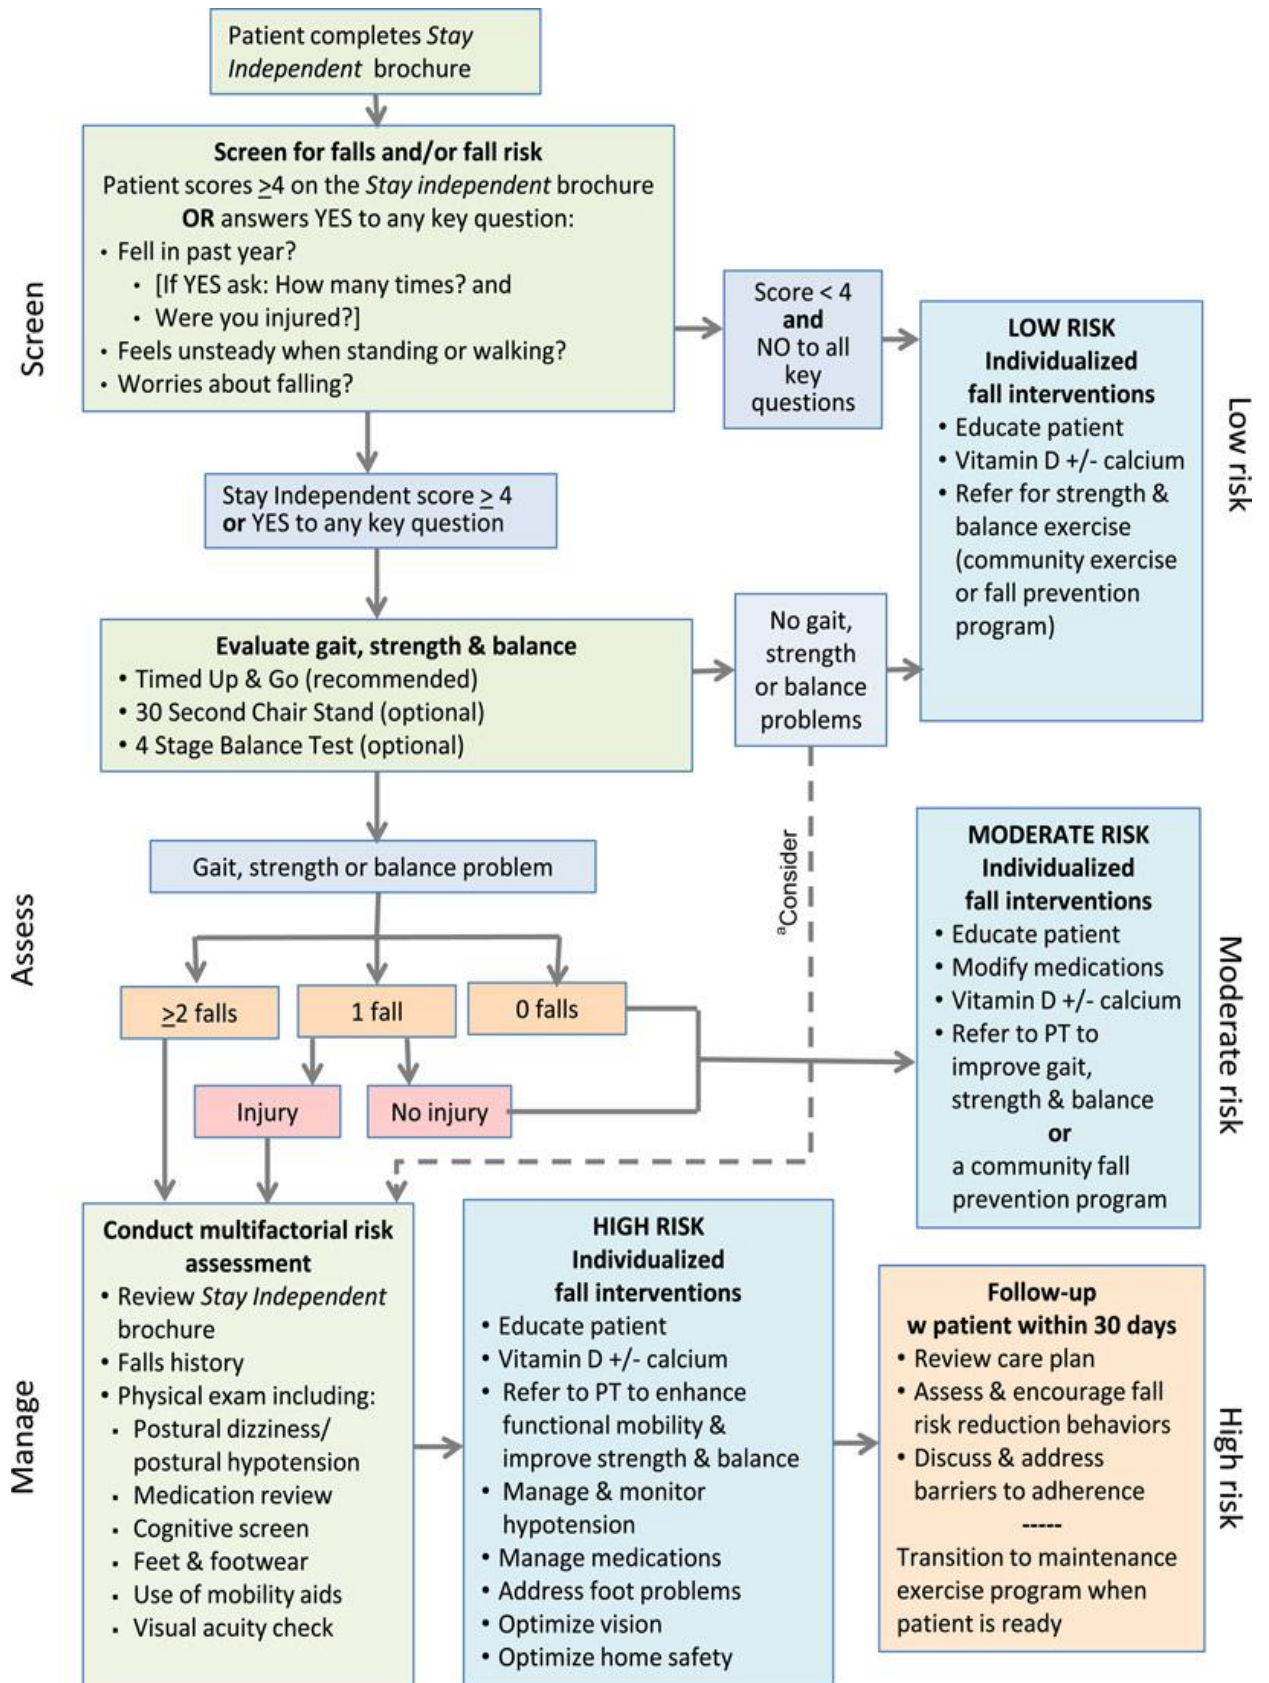 Patient completes Stay
Independent brochure
Screen for falls and/or fall risk
Patient scores ≥4 on the Stay independent brochure
OR answers YES to any key question:
• Fell in past year?
• [If YES ask: How many times? and
• Were you injured?]
• Feels unsteady when standing or walking?
• Worries about falling?
Score < 4
and
NO to all
key
questions
LOW RISK
Individualized
fall interventions
• Educate patient
• Vitamin D +/- calcium
• Refer for strength &
balance exercise
(community exercise
or fall prevention
program)
Screen
Low risk
Stay Independent score ≥ 4
or YES to any key question
Evaluate gait, strength & balance
• Timed Up & Go (recommended)
• 30 Second Chair Stand (optional)
• 4 Stage Balance Test (optional)
No gait,
strength
or balance
problems
aConsider
Gait, strength or balance problem
Assess
≥2 falls
1 fall
0 falls
Injury
No injury
MODERATE RISK
Individualized
fall interventions
• Educate patient
• Modify medications
• Vitamin D +/- calcium
• Refer to PT to
improve gait,
strength & balance
or
a community fall
prevention program
Moderate risk
Conduct multifactorial risk
assessment
• Review Stay Independent
brochure
• Falls history
• Physical exam including:
▪ Postural dizziness/
postural hypotension
▪ Medication review
▪ Cognitive screen
▪ Feet & footwear
▪ Use of mobility aids
▪ Visual acuity check
Manage
HIGH RISK
Individualized
fall interventions
• Educate patient
• Vitamin D +/- calcium
• Refer to PT to enhance
functional mobility &
improve strength & balance
• Manage & monitor
hypotension
• Manage medications
• Address foot problems
• Optimize vision
• Optimize home safety
Follow-up
w patient within 30 days
• Review care plan
• Assess & encourage fall
risk reduction behaviors
• Discuss & address
barriers to adherence
-----
Transition to maintenance
exercise program when
patient is ready
High risk